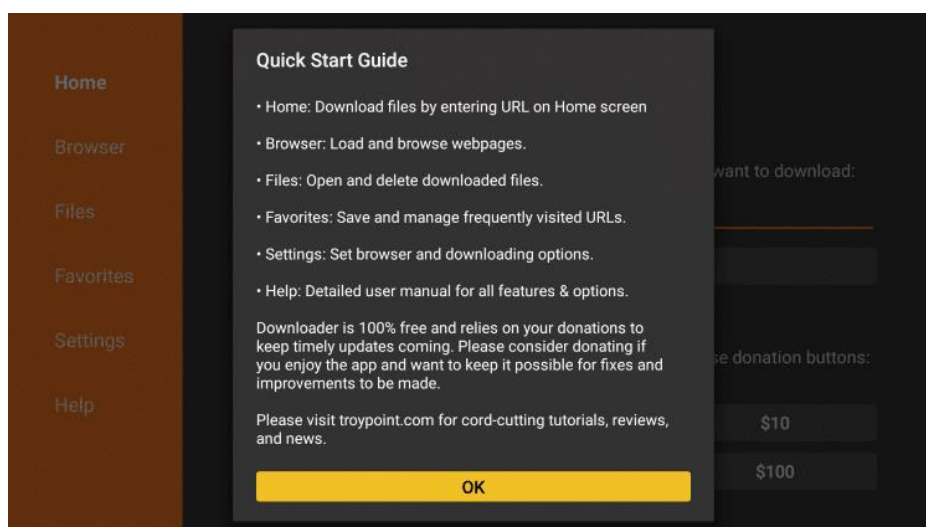 Home
Browser
Files
Favorites
Settings
Help
Quick Start Guide
• Home: Download files by entering URL on Home screen
• Browser: Load and browse webpages.
• Files: Open and delete downloaded files.
• Favorites: Save and manage frequently visited URLs.
• Settings: Set browser and downloading options.
• Help: Detailed user manual for all features & options.
Downloader is 100% free and relies on your donations to
keep timely updates coming. Please consider donating if
you enjoy the app and want to keep it possible for fixes and
improvements to be made.
Please visit troypoint.com for cord-cutting tutorials, reviews,
and news.
OK
want to download:
se donation buttons:
$10
$100